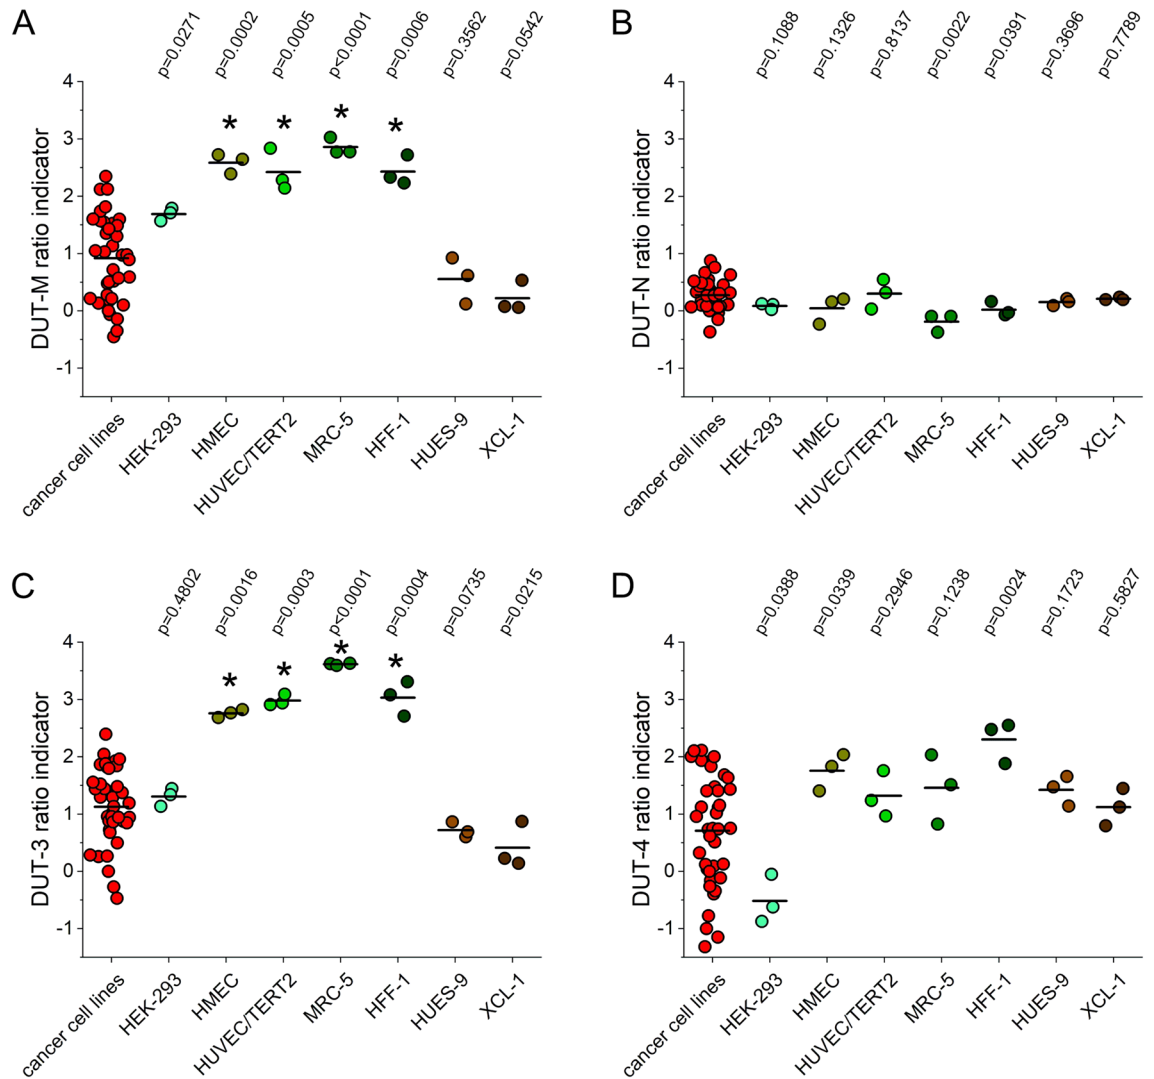 A
p=0.0271
p=0.0002
p=0.0005
p<0.0001
p=0.0006
p=0.3562
p=0.0542
DUT-M ratio indicator
4
3
2
1
0
-1
*
*
*
*
cancer cell lines
HEK-293
HMEC
HUVEC/TERT2
MRC-5
HFF-1
HUES-9
XCL-1
B
p=0.1088
p=0.1326
p=0.8137
p=0.0022
p=0.0391
p=0.3696
p=0.7789
DUT-N ratio indicator
4
3
2
1
0
-1
cancer cell lines
HEK-293
HMEC
HUVEC/TERT2
MRC-5
HFF-1
HUES-9
XCL-1
C
p=0.4802
p=0.0016
p=0.0003
p<0.0001
p=0.0004
p=0.0735
p=0.0215
DUT-3 ratio indicator
4
3
2
1
0
-1
*
*
*
*
cancer cell lines
HEK-293
HMEC
HUVEC/TERT2
MRC-5
HFF-1
HUES-9
XCL-1
D
p=0.0388
p=0.0339
p=0.2946
p=0.1238
p=0.0024
p=0.1723
p=0.5827
DUT-4 ratio indicator
4
3
2
1
0
-1
cancer cell lines
HEK-293
HMEC
HUVEC/TERT2
MRC-5
HFF-1
HUES-9
XCL-1